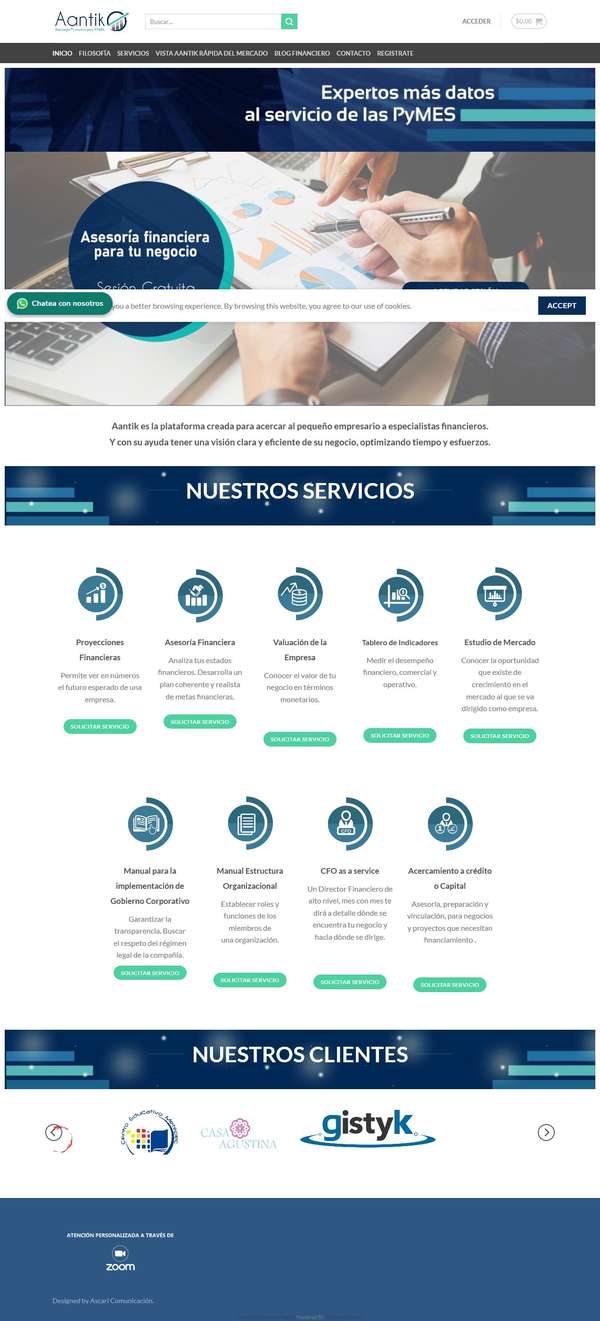 Aantik
Buscar...
ACCEDER
$0.00
INICIO FILOSOFÍA SERVICIOS VISTA AANTIK RÁPIDA DEL MERCADO BLOG FINANCIERO CONTACTO REGISTRATE
Expertos más datos
al servicio de las PyMES
Asesoría financiera
para tu negocio
Sesión Gratuita
Chatea con nosotros
you a better browsing experience. By browsing this website, you agree to our use of cookies.
ACCEPT
Aantik es la plataforma creada para acercar al pequeño empresario a especialistas financieros.
Y con su ayuda tener una visión clara y eficiente de su negocio, optimizando tiempo y esfuerzos.
NUESTROS SERVICIOS
Proyecciones
Financieras
Permite ver en números
el futuro esperado de una
empresa.
SOLICITAR SERVICIO
Asesoría Financiera
Analiza tus estados
financieros. Desarrolla un
plan coherente y realista
de metas financieras.
SOLICITAR SERVICIO
Valuación de la
Empresa
Conocer el valor de tu
negocio en términos
monetarios.
SOLICITAR SERVICIO
Tablero de Indicadores
Medir el desempeño
financiero, comercial y
operativo.
SOLICITAR SERVICIO
Estudio de Mercado
Conocer la oportunidad
que existe de
crecimiento en el
mercado al que se va
dirigido como empresa.
SOLICITAR SERVICIO
Manual para la
implementación de
Gobierno Corporativo
Garantizar la
transparencia. Buscar
el respeto del régimen
legal de la compañía.
SOLICITAR SERVICIO
Manual Estructura
Organizacional
Establecer roles y
funciones de los
miembros de
una organización.
SOLICITAR SERVICIO
CFO as a service
Un Director Financiero de
alto nivel, mes con mes te
dirá a detalle dónde se
encuentra tu negocio y
hacia dónde se dirige.
SOLICITAR SERVICIO
Acercamiento a crédito
o Capital
Asesoría, preparación y
vinculación, para negocios
y proyectos que necesitan
financiamiento .
SOLICITAR SERVICIO
NUESTROS CLIENTES
Centro Educativo
CASA
AGUSTINA
gistyk
ATENCIÓN PERSONALIZADA A TRAVÉS DE
zoom
Designed by Ascari Comunicación.
Powered by